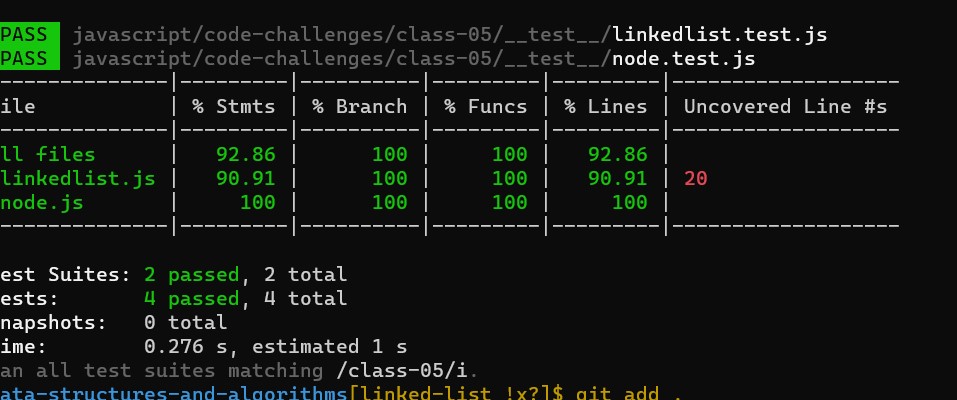 PASS javascript/code-challenges/class-05/__test__/linkedlist.test.js
PASS javascript/code-challenges/class-05/__test__/node.test.js
--------------|---------|----------|---------|---------|-------------------
ile | % Stmts | % Branch | % Funcs | % Lines | Uncovered Line #s
--------------|---------|----------|---------|---------|-------------------
ll files | 92.86 | 100 | 100 | 92.86 |
linkedlist.js | 90.91 | 100 | 100 | 90.91 | 20
node.js | 100 | 100 | 100 | 100 |
--------------|---------|----------|---------|---------|-------------------
est Suites: 2 passed, 2 total
ests: 4 passed, 4 total
napshots: 0 total
ime: 0.276 s, estimated 1 s
an all test suites matching /class-05/i.
ata-structures-and-algorithms[linked-list !x?]$ git add .